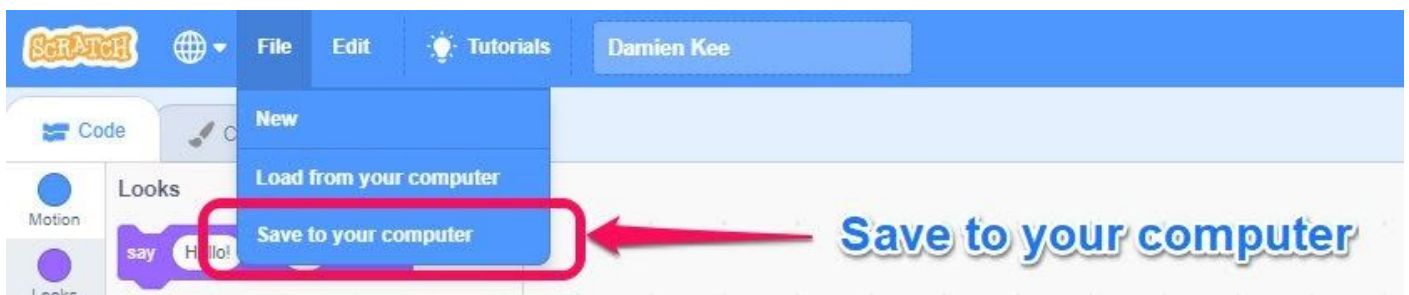 SCRATCH File Edit Tutorials Damien Kee
Code C
New
Looks
Load from your computer
Motion
Save to your computer
Save to your computer
say Hello!
Looks